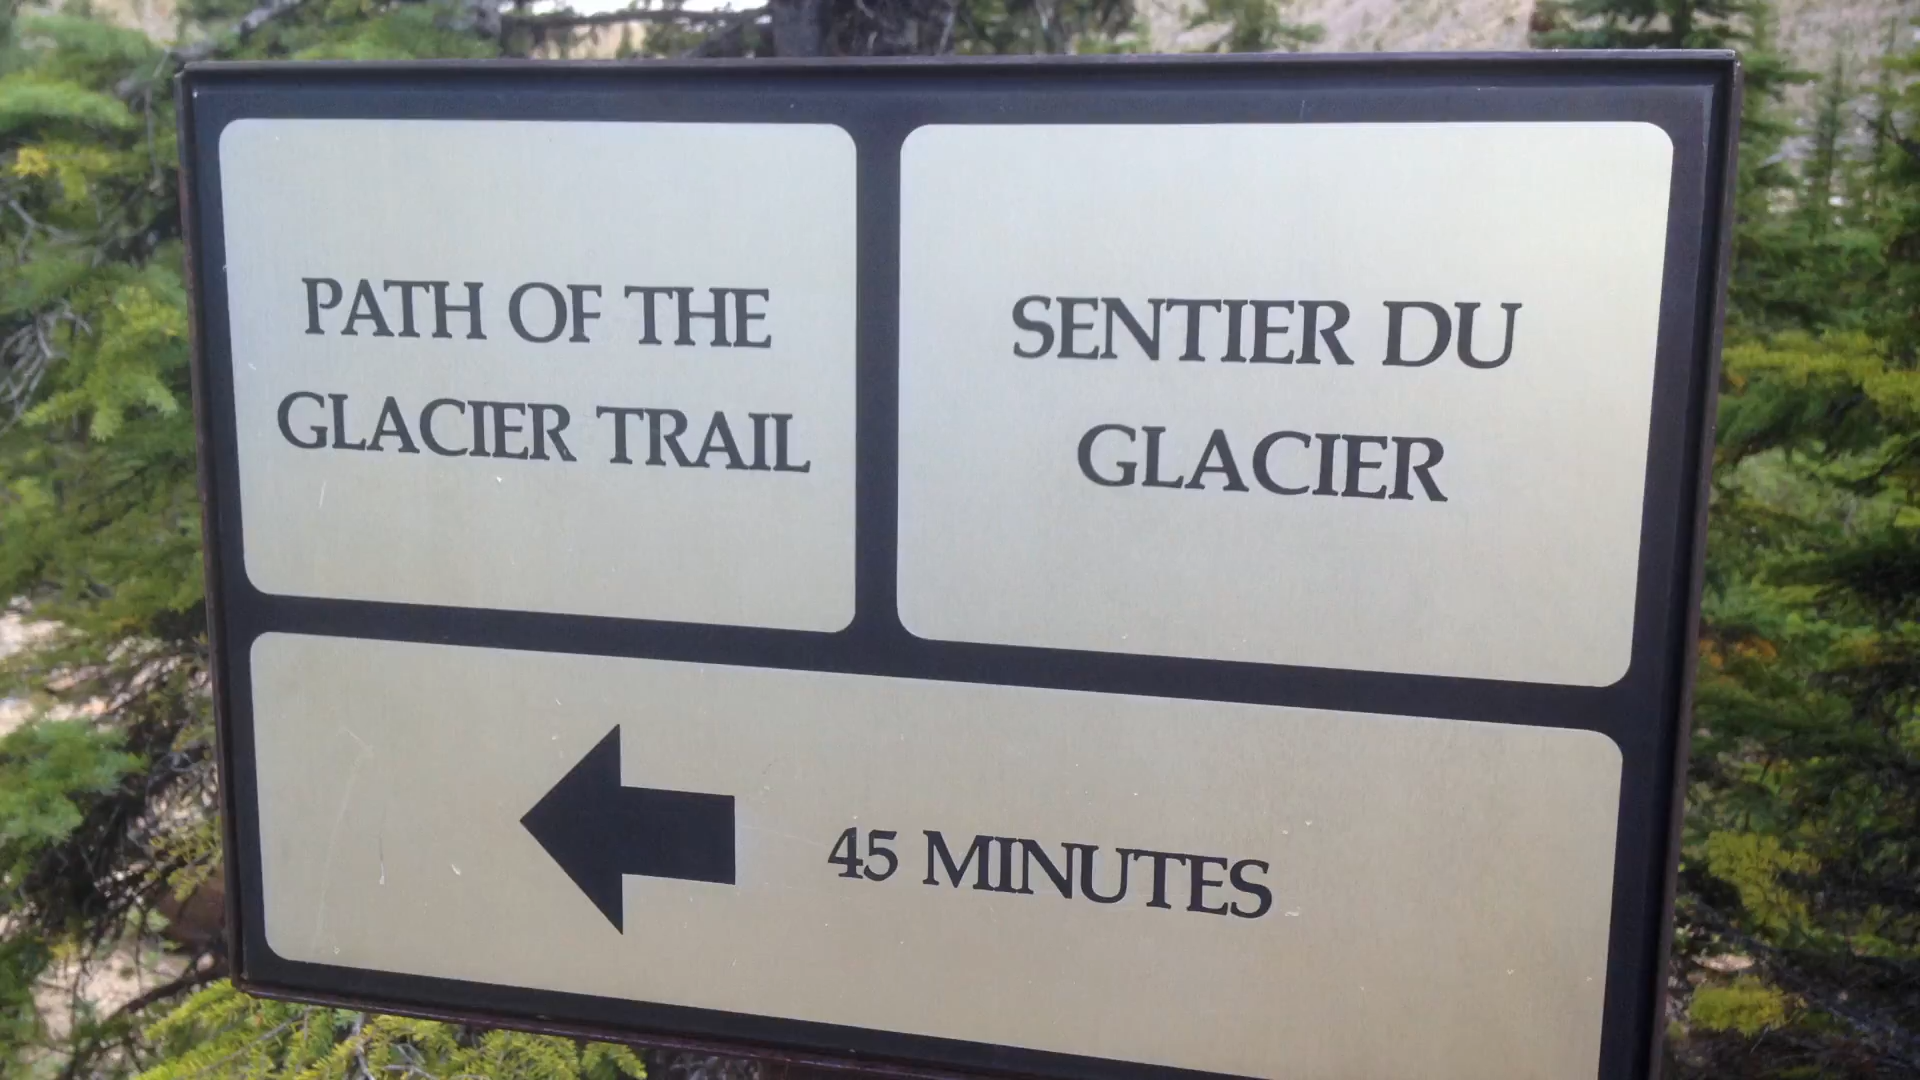 PATH OF THE
GLACIER TRAIL
SENTIER DU
GLACIER
45 MINUTES